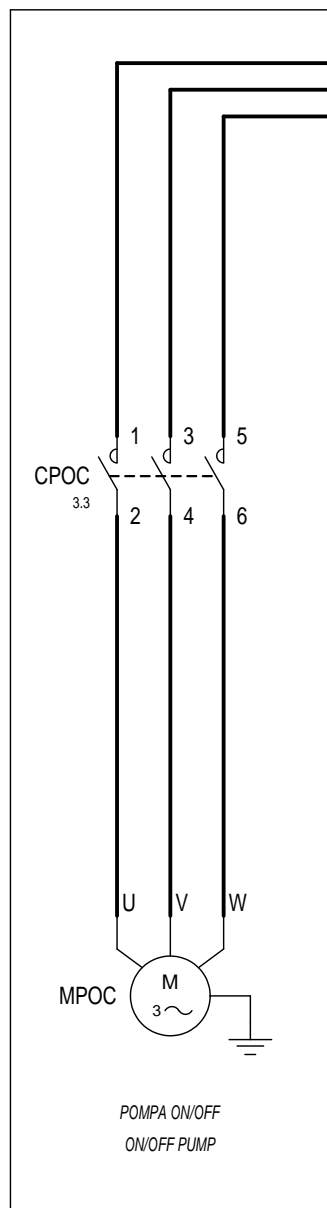 1 3 5
CPOC
3.3
2 4 6
U V W
MPOC
M
3
POMPA ON/OFF
ON/OFF PUMP